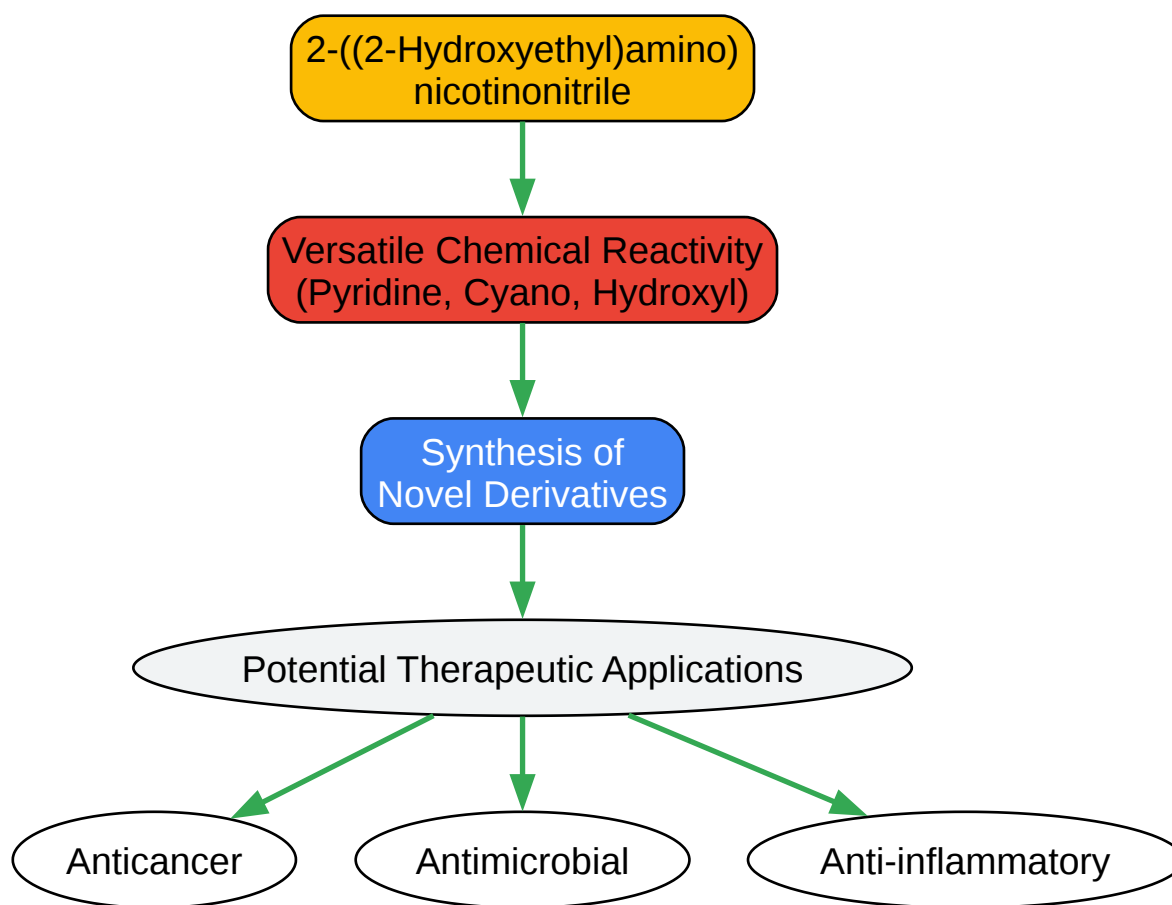 2-((2-Hydroxyethyl)amino)
nicotinonitrile
Versatile Chemical Reactivity
(Pyridine, Cyano, Hydroxyl)
Synthesis of
Novel Derivatives
Potential Therapeutic Applications
Anticancer
Antimicrobial
Anti-inflammatory